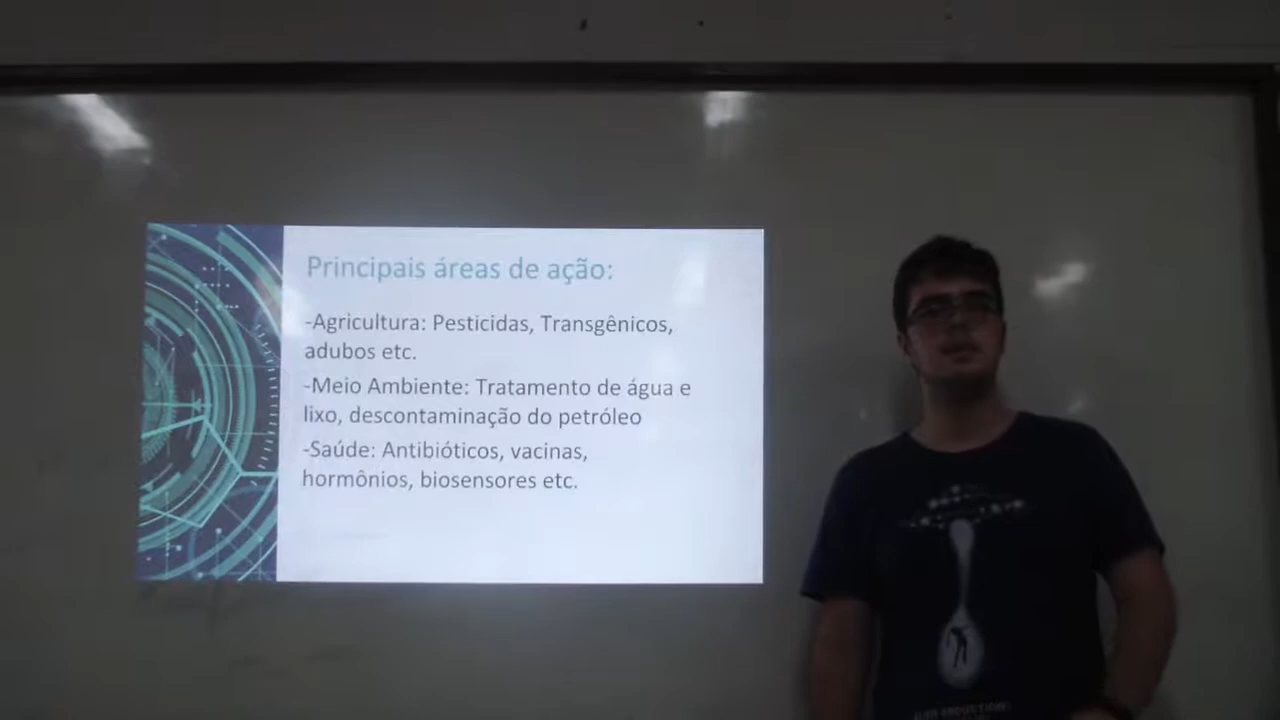 Principais áreas de ação:
-Agricultura: Pesticidas, Transgênicos,
adubos etc.
-Meio Ambiente: Tratamento de água e
lixo, descontaminação do petróleo
-Saúde: Antibióticos, vacinas,
hormônios, biosensores etc.